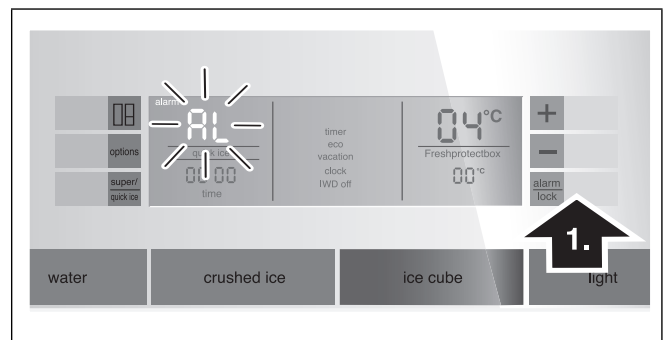 alarm
AL
quick ice
00:00
time
timer
eco
vacation
clock
IWD off
04°C
Freshprotectbox
00°C
options
super/
quick ice
+
−
alarm
lock
1.
water
crushed ice
ice cube
light